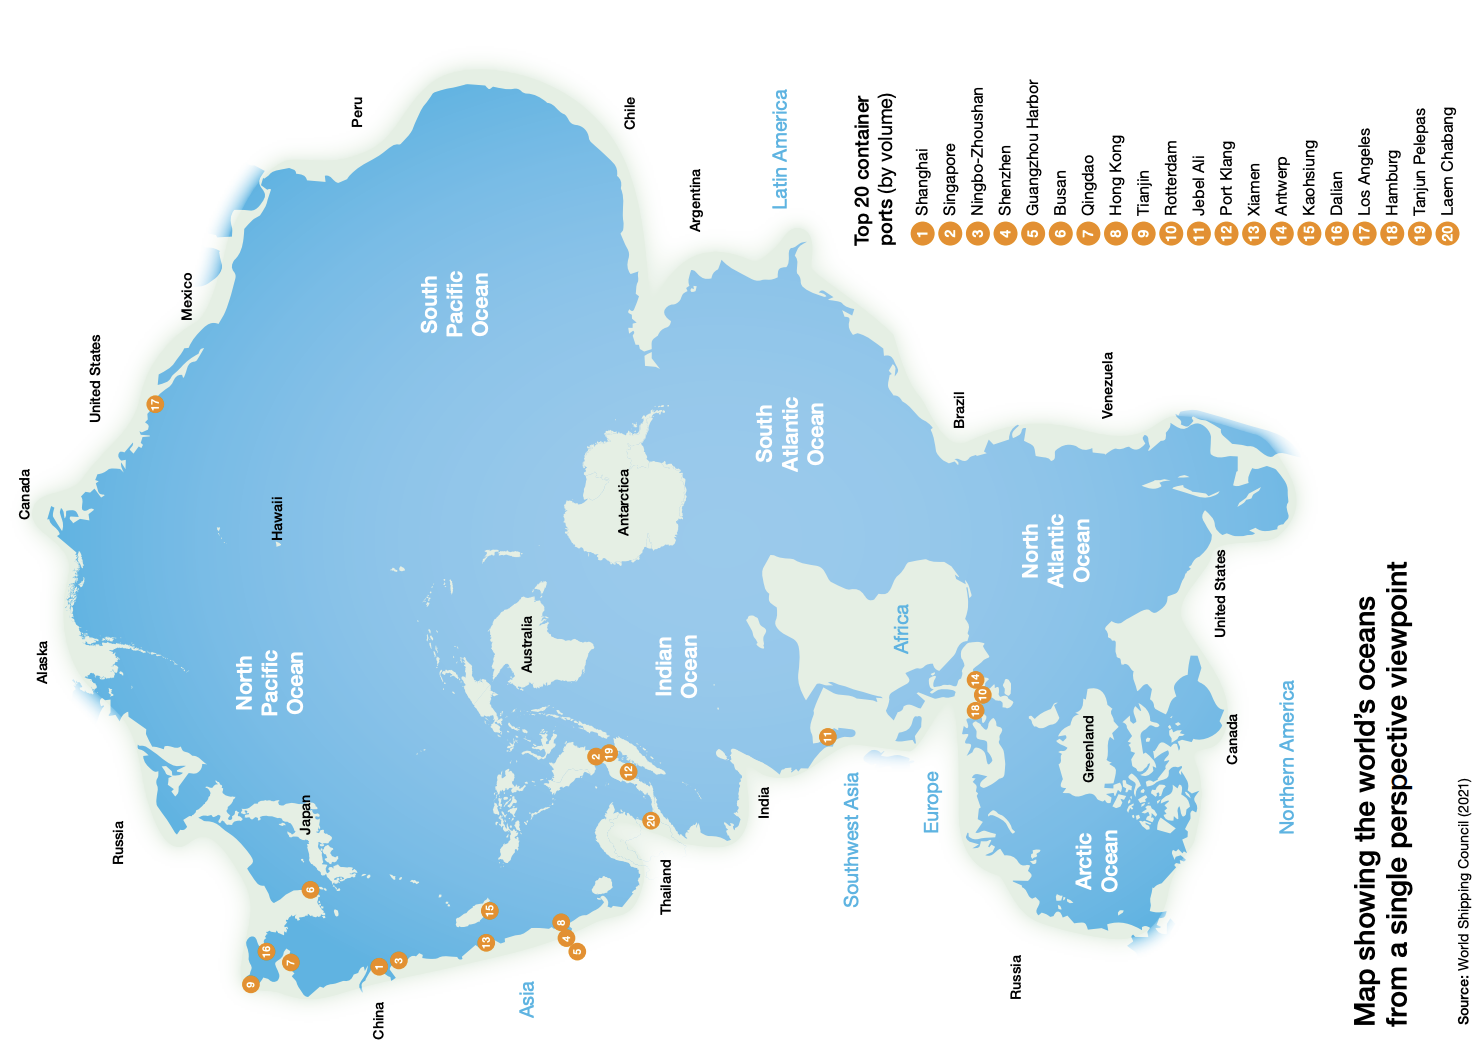 Map showing the world's oceans
from a single perspective viewpoint
Source: World Shipping Council (2021)
Top 20 container
ports (by volume)
1 Shanghai
2 Singapore
3 Ningbo-Zhoushan
4 Shenzhen
5 Guangzhou Harbor
6 Busan
7 Qingdao
8 Hong Kong
9 Tianjin
10 Rotterdam
11 Jebel Ali
12 Port Klang
13 Xiamen
14 Antwerp
15 Kaohsiung
16 Dalian
17 Los Angeles
18 Hamburg
19 Tanjun Pelepas
20 Laem Chabang
Canada
Alaska
United States
Russia
Mexico
Hawaii
North
Pacific
Ocean
Japan
Peru
China
South
Pacific
Ocean
Asia
Australia
Antarctica
Chile
Thailand
Indian
Ocean
Argentina
India
South
Atlantic
Ocean
Latin America
Southwest Asia
Africa
Europe
Brazil
Russia
North
Atlantic
Ocean
Greenland
Arctic
Ocean
Venezuela
United States
Canada
Northern America
17
6
16
7
9
1
3
15
13
8
4
5
2
19
12
20
11
14
10
18